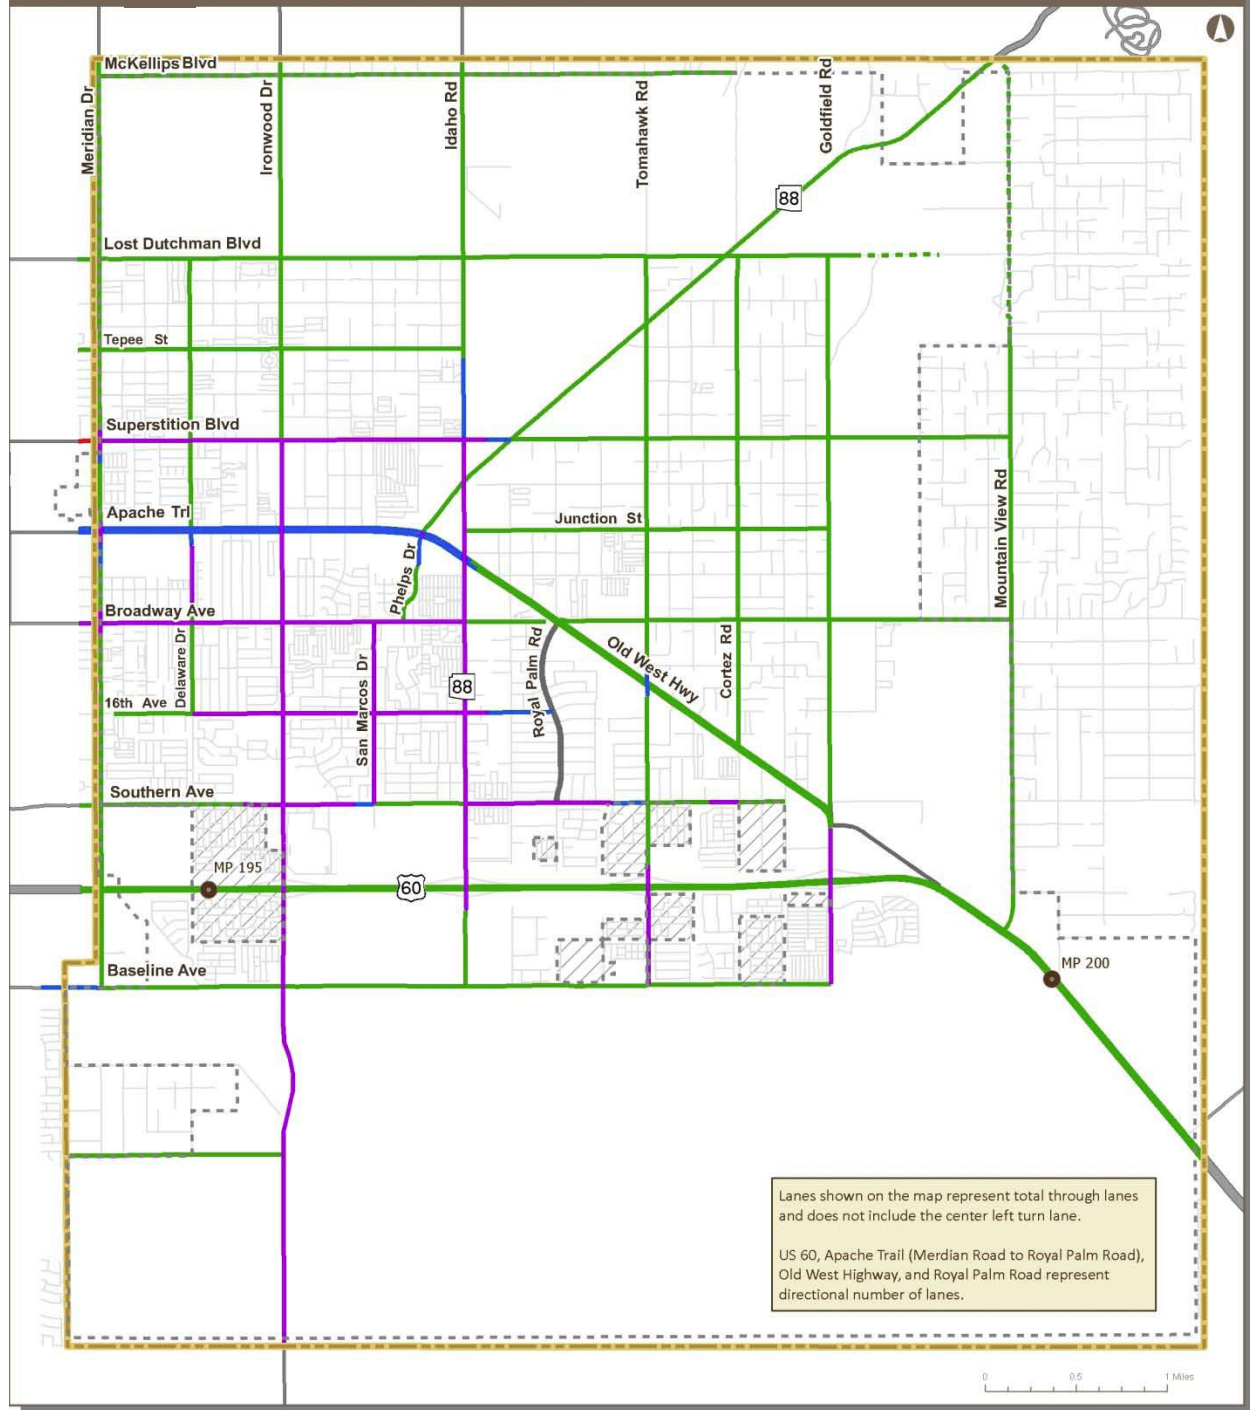 McKellips Blvd
Meridian Dr
Ironwood Dr
Idaho Rd
Tomahawk Rd
Goldfield Rd
88
Lost Dutchman Blvd
Tepee St
Superstition Blvd
Apache Trl
Junction St
Mountain View Rd
Phelps Dr
Broadway Ave
Delaware Dr
San Marcos Dr
88
Royal Palm Rd
Old West Hwy
Cortez Rd
16th Ave
Southern Ave
MP 195
60
Baseline Ave
MP 200
Lanes shown on the map represent total through lanes
and does not include the center left turn lane.
US 60, Apache Trail (Merdian Road to Royal Palm Road),
Old West Highway, and Royal Palm Road represent
directional number of lanes.
0 0.5 1 Miles